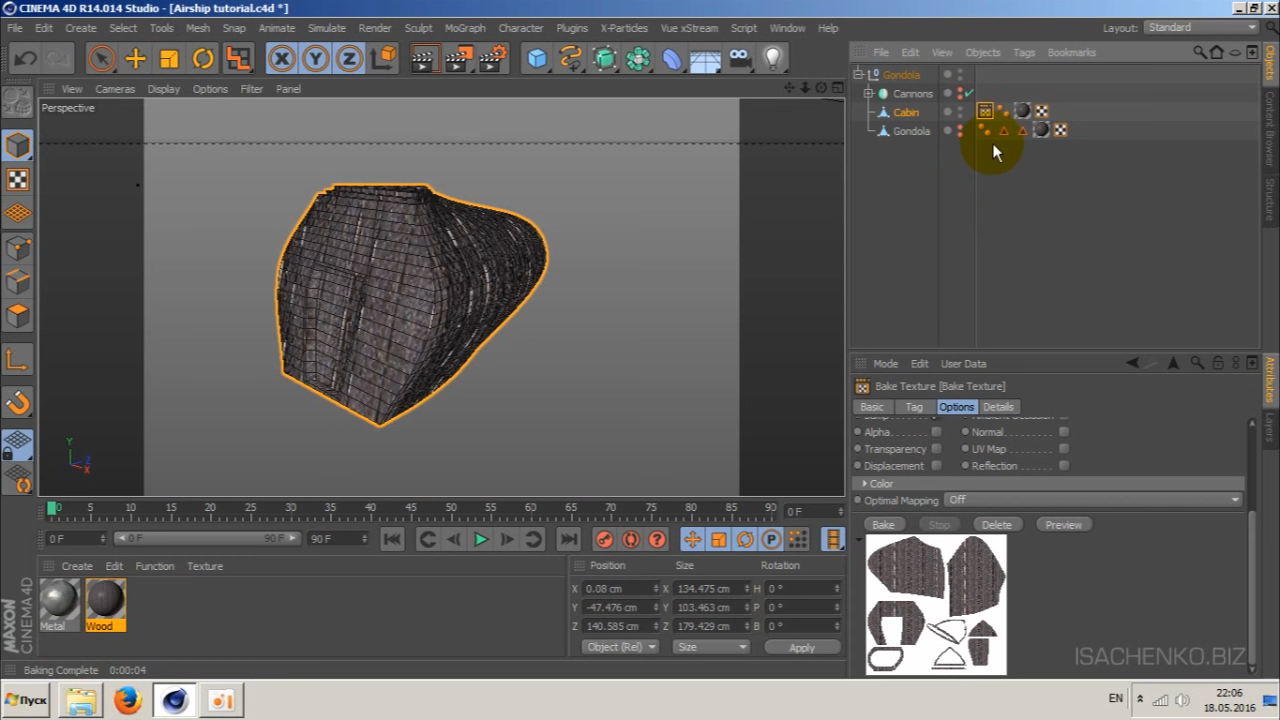 CINEMA 4D R14.014 Studio - [Airship tutorial.c4d *]
File Edit Create Select Tools Mesh Snap Animate Simulate Render Sculpt MoGraph Character Plugins X-Particles Vue xStream Script Window Help Layout: Standard
X Y Z
File Edit View Objects Tags Bookmarks
Gondola
Cannons
Cabin
Gondola
View Cameras Display Options Filter Panel
Perspective
Y
Z
X
Objects
Content Browser
Structure
Attributes
Layers
Mode Edit User Data
Bake Texture [Bake Texture]
Basic Tag Options Details
Alpha Normal
Transparency UV Map
Displacement Reflection
Color
Optimal Mapping Off
Bake Stop Delete Preview
0 5 10 15 20 25 30 35 40 45 50 55 60 65 70 75 80 85 90 0 F
0 F 0 F 90 F 90 F
Create Edit Function Texture
Metal Wood
Position Size Rotation
X 0.08 cm X 134.475 cm H 0 °
Y -47.476 cm Y 103.463 cm P 0 °
Z 140.585 cm Z 179.429 cm B 0 °
Object (Rel) Size Apply
MAXON CINEMA 4D
Baking Complete 0:00:04
ISACHENKO.BIZ
Пуск EN 22:06
18.05.2016